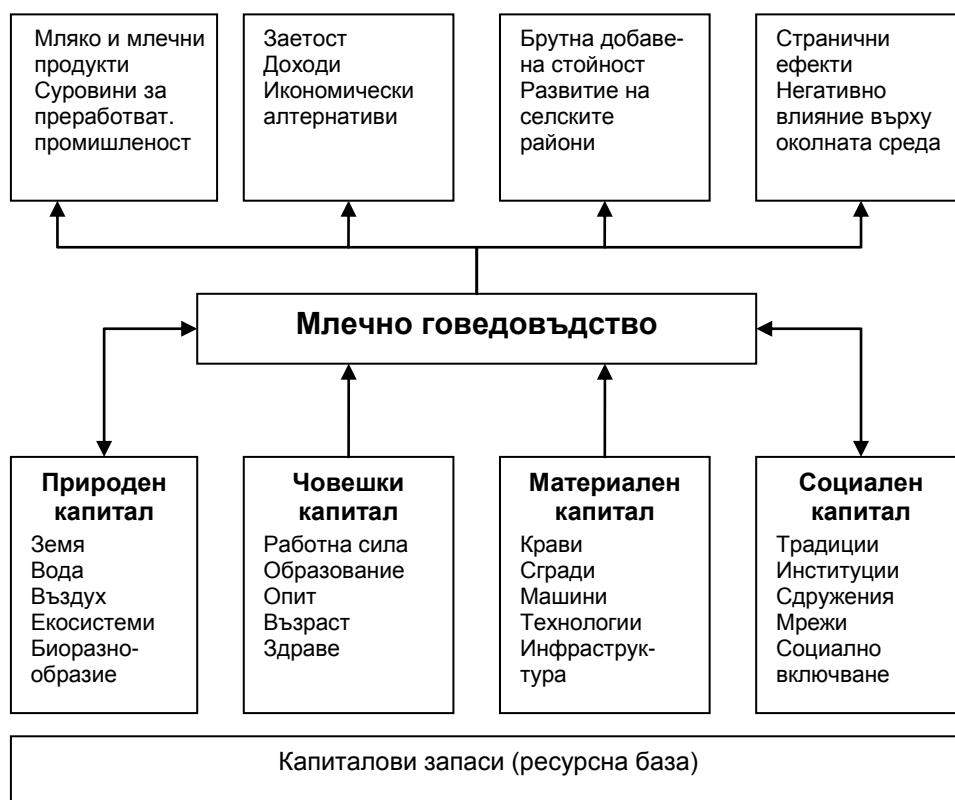 Мляко и млечни
продукти
Суровини за
преработват.
промишленост
Заетост
Доходи
Икономически
алтернативи
Брутна добаве-
на стойност
Развитие на
селските
райони
Странични
ефекти
Негативно
влияние върху
околната среда
Млечно говедовъдство
Природен
капитал
Земя
Вода
Въздух
Екосистеми
Биоразно-
образие
Човешки
капитал
Работна сила
Образование
Опит
Възраст
Здраве
Материален
капитал
Крави
Сгради
Машини
Технологии
Инфраструк-
тура
Социален
капитал
Традиции
Институции
Сдружения
Мрежи
Социално
включване
Капиталови запаси (ресурсна база)